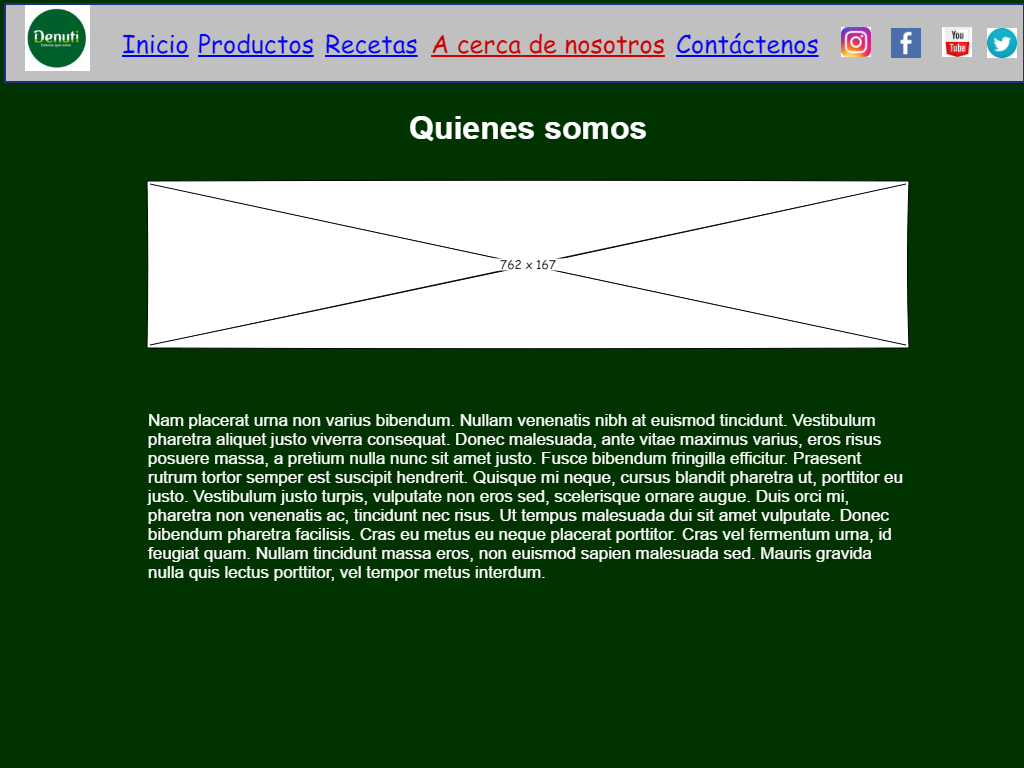 Denuti
Inicio Productos Recetas A cerca de nosotros Contáctenos
You
Tube
Quienes somos
762 x 167
Nam placerat urna non varius bibendum. Nullam venenatis nibh at euismod tincidunt. Vestibulum
pharetra aliquet justo viverra consequat. Donec malesuada, ante vitae maximus varius, eros risus
posuere massa, a pretium nulla nunc sit amet justo. Fusce bibendum fringilla efficitur. Praesent
rutrum tortor semper est suscipit hendrerit. Quisque mi neque, cursus blandit pharetra ut, porttitor eu
justo. Vestibulum justo turpis, vulputate non eros sed, scelerisque ornare augue. Duis orci mi,
pharetra non venenatis ac, tincidunt nec risus. Ut tempus malesuada dui sit amet vulputate. Donec
bibendum pharetra facilisis. Cras eu metus eu neque placerat porttitor. Cras vel fermentum urna, id
feugiat quam. Nullam tincidunt massa eros, non euismod sapien malesuada sed. Mauris gravida
nulla quis lectus porttitor, vel tempor metus interdum.